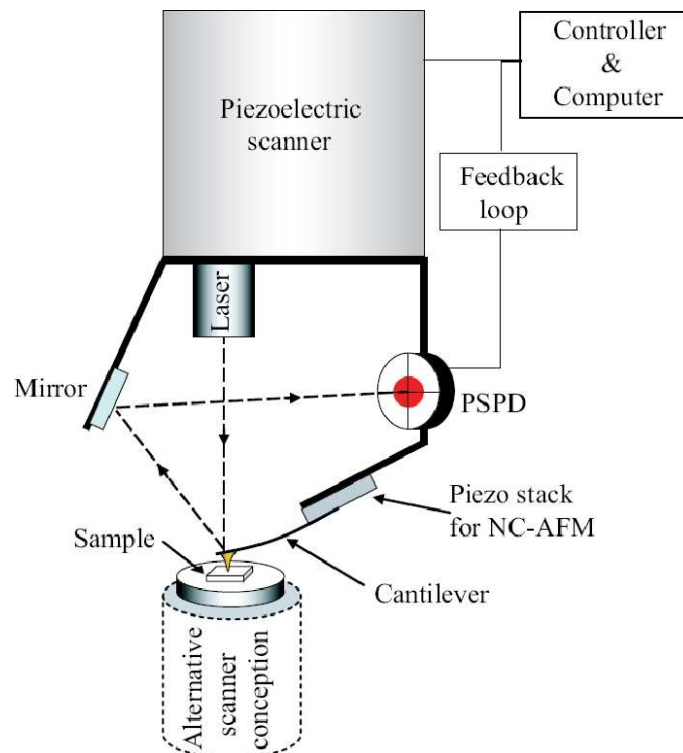 Piezoelectric
scanner
Controller
&
Computer
Feedback
loop
Laser
Mirror
PSPD
Piezo stack
for NC-AFM
Sample
Cantilever
Alternative
scanner
conception